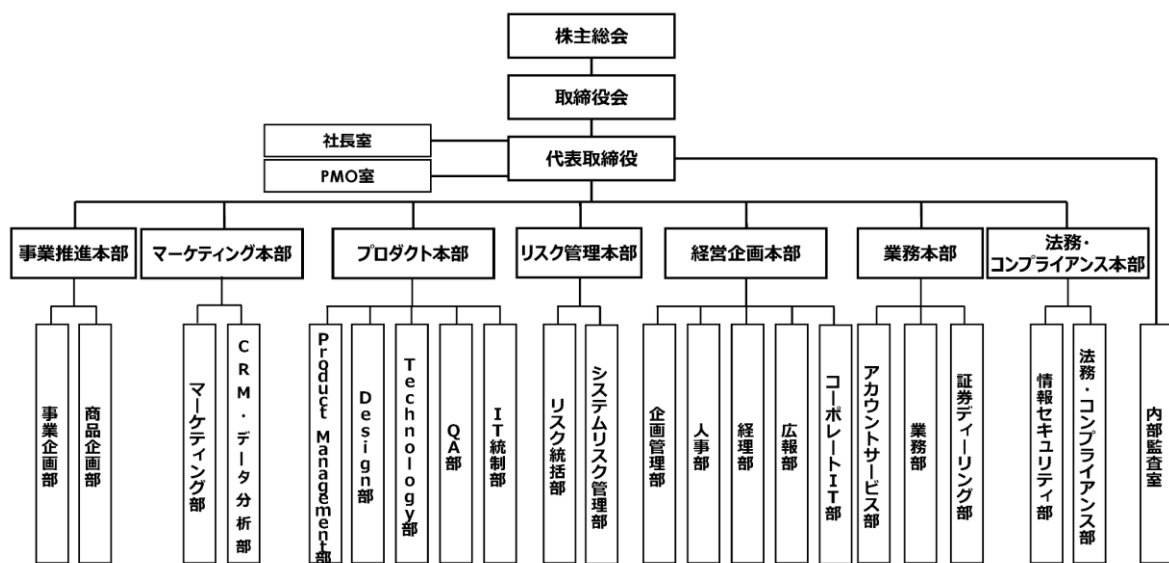 株主総会
取締役会
社長室
代表取締役
PMO室
事業推進本部
マーケティング本部
プロダクト本部
リスク管理本部
経営企画本部
業務本部
法務・
コンプライアンス本部
事業企画部
商品企画部
マーケティング部
CRM・データ分析部
Product Management部
Design部
Technology部
QA部
IT統制部
リスク統括部
システムリスク管理部
企画管理部
人事部
経理部
広報部
コーポレートIT部
アカウントサービス部
業務部
証券ディーリング部
情報セキュリティ部
法務・コンプライアンス部
内部監査室